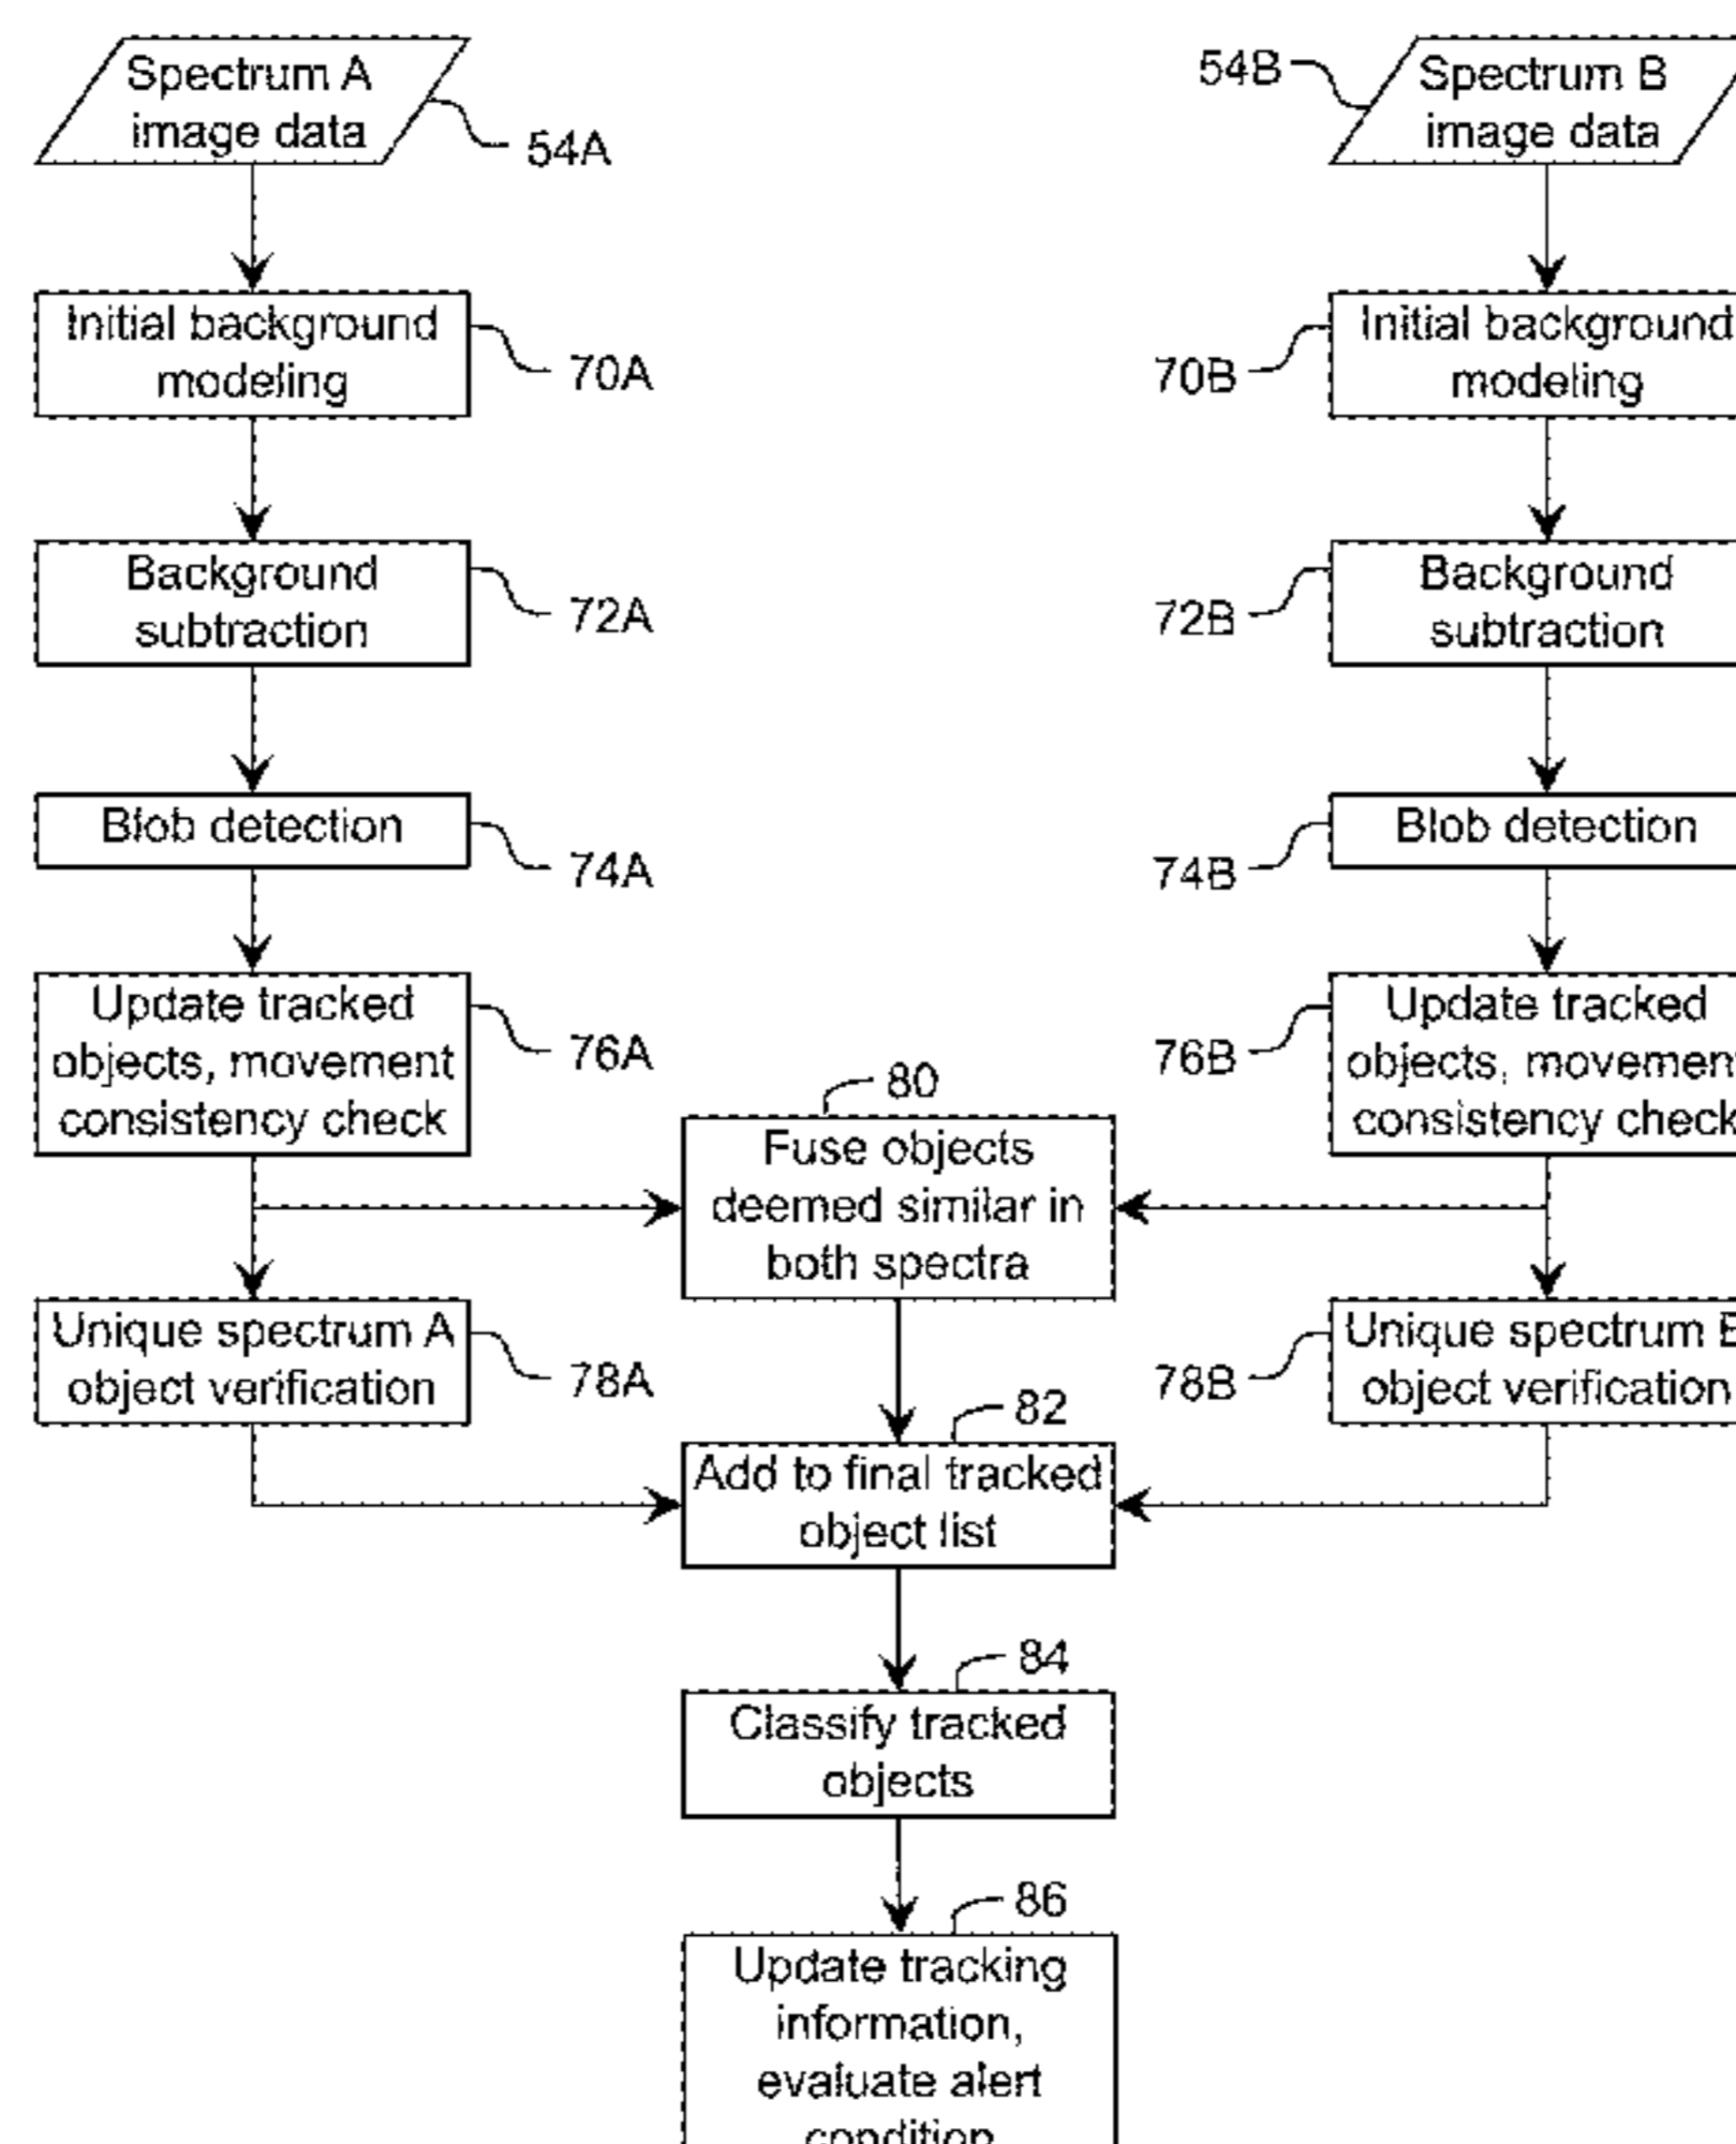 Spectrum A
image data
54A
54B
Spectrum B
image data
Initial background
modeling
70A
70B
Initial background
modeling
Background
subtraction
72A
72B
Background
subtraction
Blob detection
74A
74B
Blob detection
Update tracked
objects, movement
consistency check
76A
76B
Update tracked
objects, movement
consistency check
80
Fuse objects
deemed similar in
both spectra
Unique spectrum A
object verification
78A
78B
Unique spectrum B
object verification
82
Add to final tracked
object list
84
Classify tracked
objects
86
Update tracking
information,
evaluate alert
condition